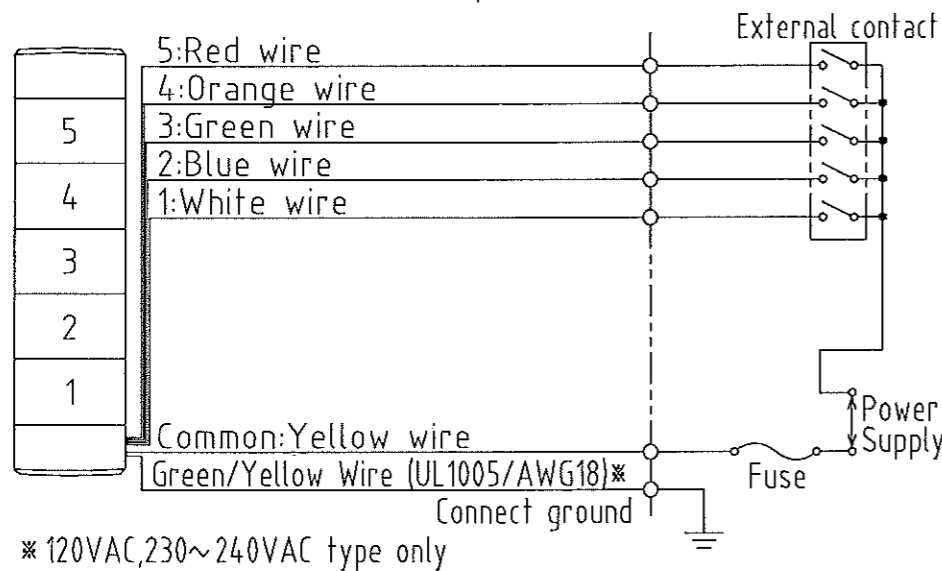 External contact
5:Red wire
4:Orange wire
3:Green wire
2:Blue wire
1:White wire
5
4
3
2
1
Common:Yellow wire
Power
Supply
Fuse
Green/Yellow Wire (UL1005/AWG18)※
Connect ground
※ 120VAC,230~240VAC type only